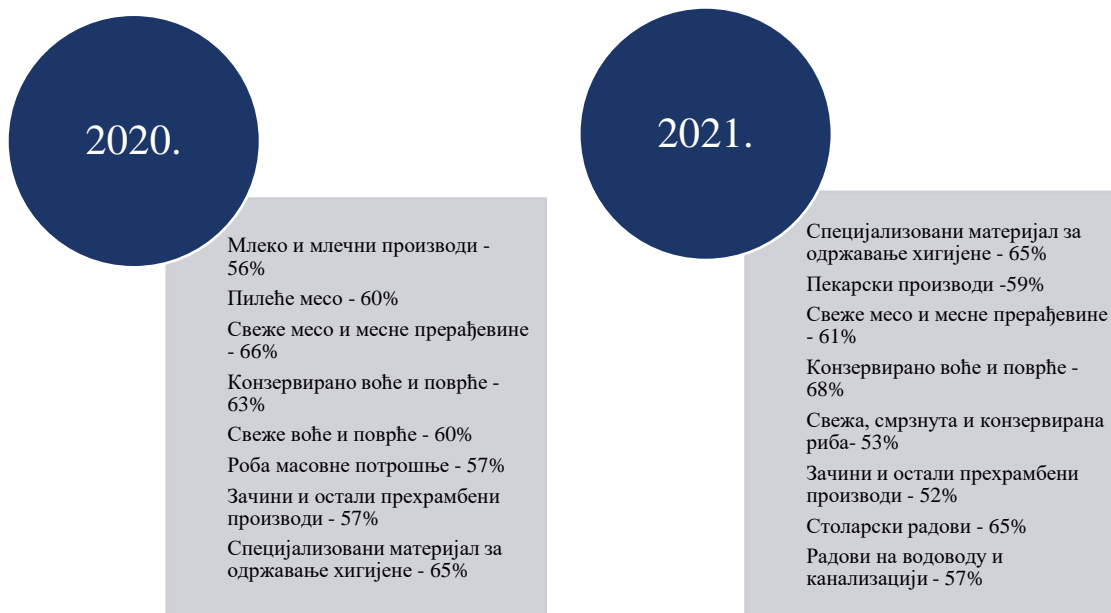 2020.
Млеко и млечни производи -
56%
Пилеће месо - 60%
Свеже месо и месне прерађевине
- 66%
Конзервирано воће и поврће -
63%
Свеже воће и поврће - 60%
Роба масовне потрошње - 57%
Зачини и остали прехрамбени
производи - 57%
Специјализовани материјал за
одржавање хигијене - 65%
2021.
Специјализовани материјал за
одржавање хигијене - 65%
Пекарски производи -59%
Свеже месо и месне прерађевине
- 61%
Конзервирано воће и поврће -
68%
Свежа, смрзнута и конзервирана
риба- 53%
Зачини и остали прехрамбени
производи - 52%
Столарски радови - 65%
Радови на водоводу и
канализацији - 57%